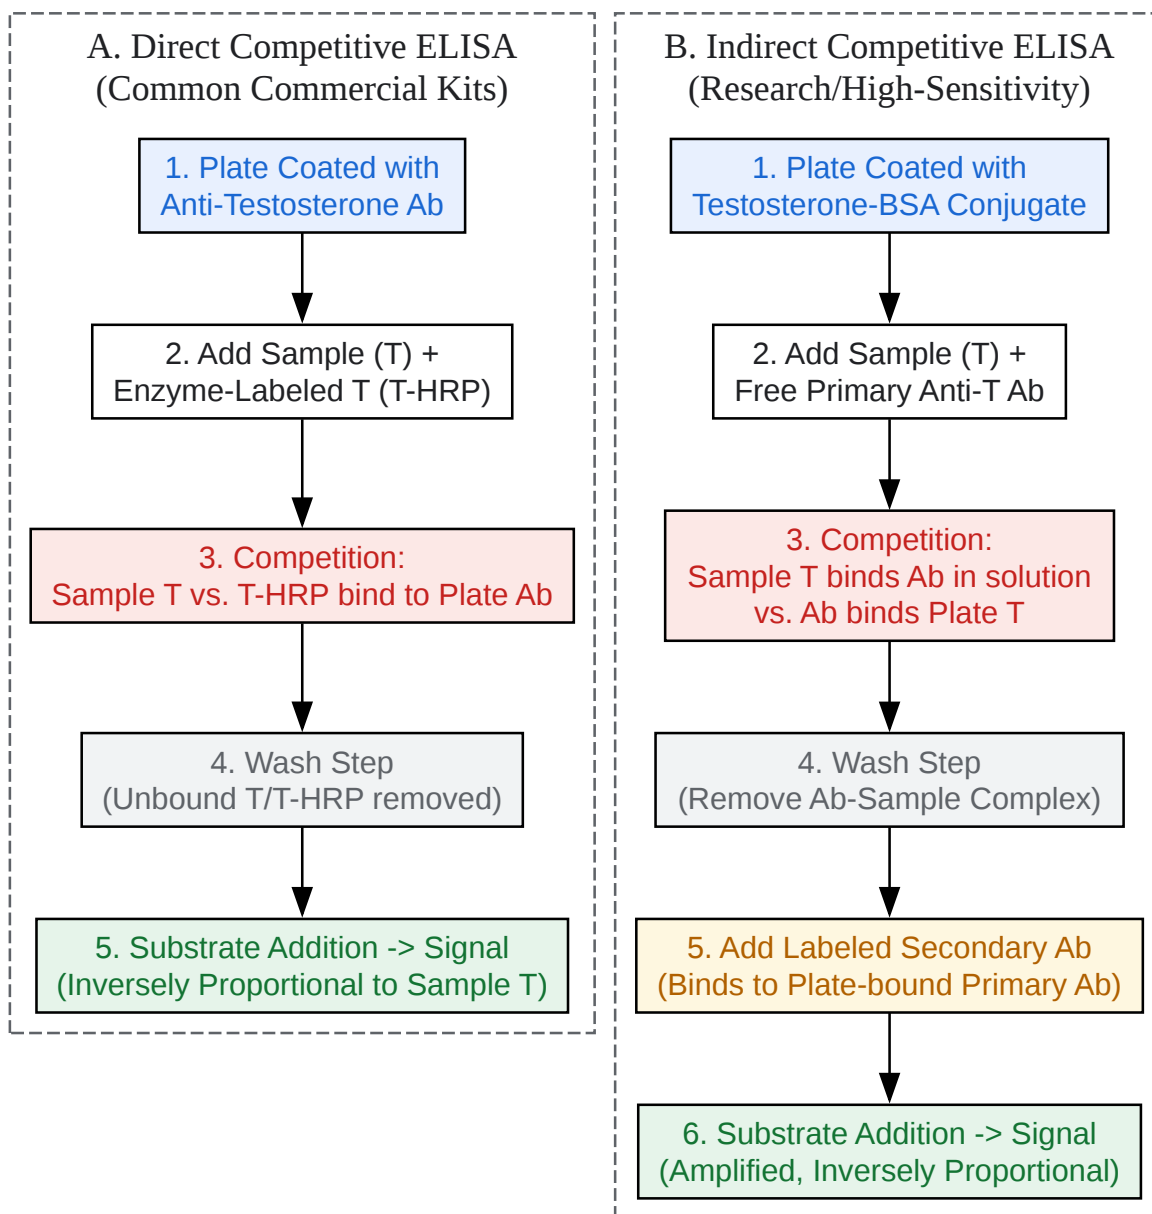 A. Direct Competitive ELISA
(Common Commercial Kits)
1. Plate Coated with
Anti-Testosterone Ab
2. Add Sample (T) +
Enzyme-Labeled T (T-HRP)
3. Competition:
Sample T vs. T-HRP bind to Plate Ab
4. Wash Step
(Unbound T/T-HRP removed)
5. Substrate Addition -> Signal
(Inversely Proportional to Sample T)
B. Indirect Competitive ELISA
(Research/High-Sensitivity)
1. Plate Coated with
Testosterone-BSA Conjugate
2. Add Sample (T) +
Free Primary Anti-T Ab
3. Competition:
Sample T binds Ab in solution
vs. Ab binds Plate T
4. Wash Step
(Remove Ab-Sample Complex)
5. Add Labeled Secondary Ab
(Binds to Plate-bound Primary Ab)
6. Substrate Addition -> Signal
(Amplified, Inversely Proportional)